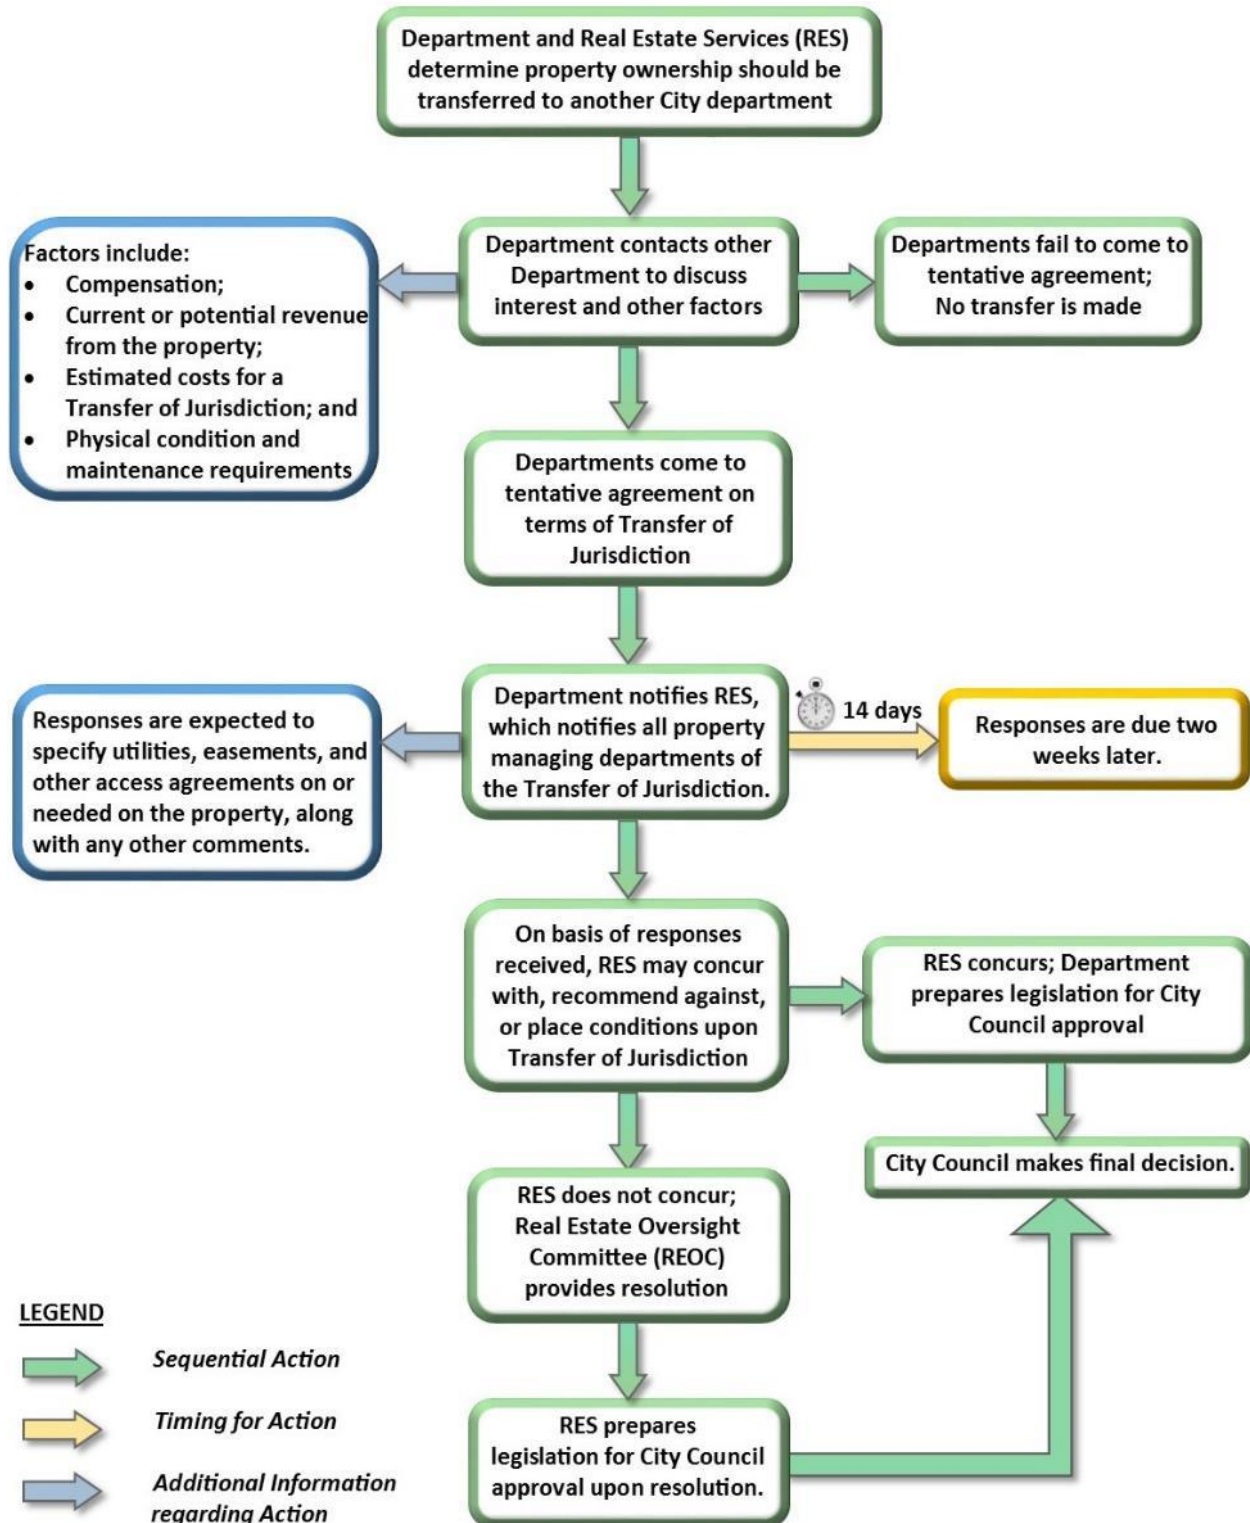 Department and Real Estate Services (RES)
determine property ownership should be
transferred to another City department
Factors include:
• Compensation;
• Current or potential revenue
from the property;
• Estimated costs for a
Transfer of Jurisdiction; and
• Physical condition and
maintenance requirements
Department contacts other
Department to discuss
interest and other factors
Departments fail to come to
tentative agreement;
No transfer is made
Departments come to
tentative agreement on
terms of Transfer of
Jurisdiction
Responses are expected to
specify utilities, easements, and
other access agreements on or
needed on the property, along
with any other comments.
Department notifies RES,
which notifies all property
managing departments of
the Transfer of Jurisdiction.
14 days
Responses are due two
weeks later.
On basis of responses
received, RES may concur
with, recommend against,
or place conditions upon
Transfer of Jurisdiction
RES concurs; Department
prepares legislation for City
Council approval
City Council makes final decision.
RES does not concur;
Real Estate Oversight
Committee (REOC)
provides resolution
RES prepares
legislation for City Council
approval upon resolution.
LEGEND
Sequential Action
Timing for Action
Additional Information
regarding Action